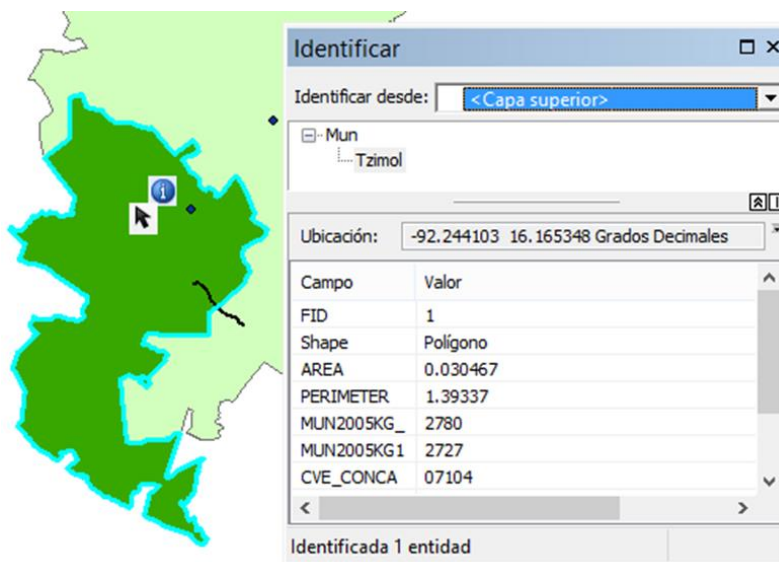 Identificar
Identificar desde: <Capa superior>
Mun
Tzimol
Ubicación: -92.244103 16.165348 Grados Decimales
Campo Valor
FID 1
Shape Polígono
AREA 0.030467
PERIMETER 1.39337
MUN2005KG_ 2780
MUN2005KG1 2727
CVE_CONCA 07104
Identificada 1 entidad